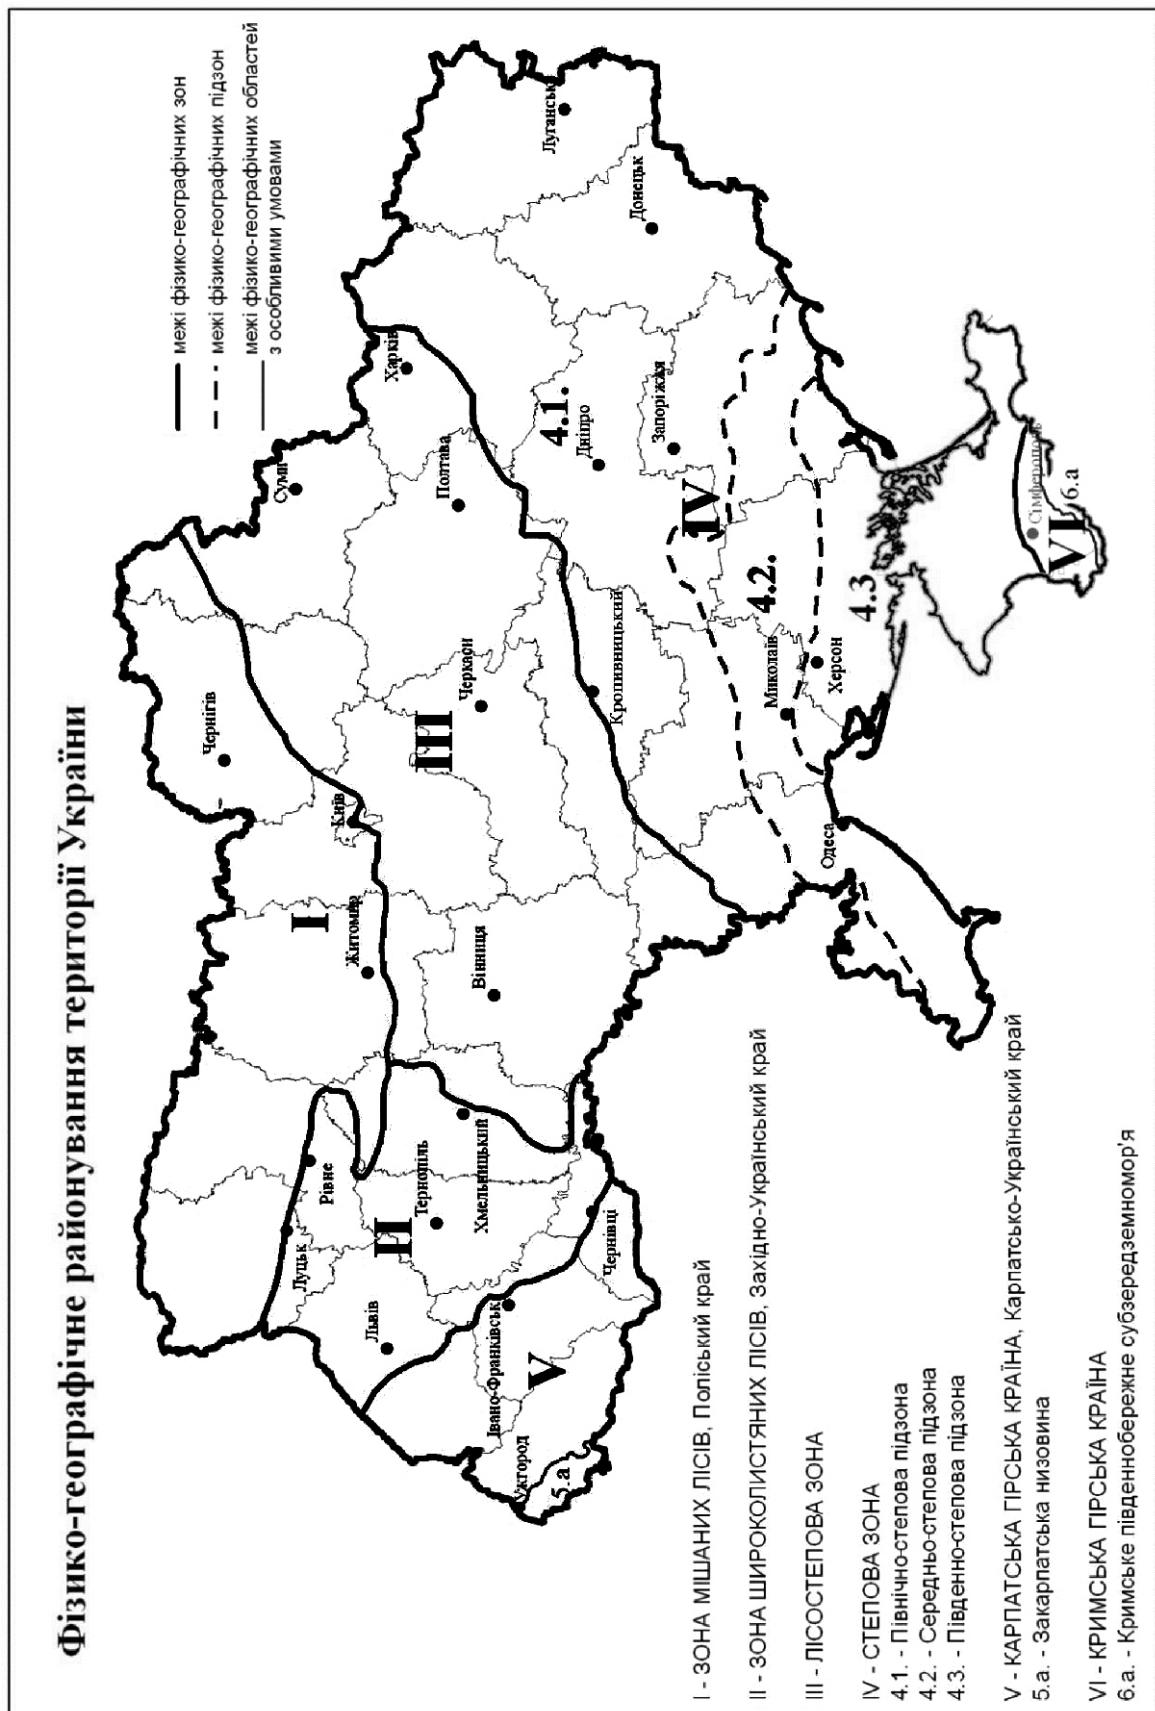 Фізико-географічне районування території України
межі фізико-географічних зон
межі фізико-географічних підзон
межі фізико-географічних областей
з особливими умовами
Чернігів
Суми
Луцьк
Рівне
I
Житомир
Київ
Харків
Львів
II
Тернопіль
Хмельницький
Вінниця
III
Черкаси
Полтава
Луганськ
Ужгород
5.а
Івано-Франківськ
V
Чернівці
Кропивницький
4.1.
Дніпро
Запоріжжя
Донецьк
IV
4.2.
Миколаїв
Херсон
Одеса
4.3
Сімферополь
VI
6.а
I - ЗОНА МІШАНИХ ЛІСІВ, Поліський край
II - ЗОНА ШИРОКОЛИСТЯНИХ ЛІСІВ, Західно-Український край
III - ЛІСОСТЕПОВА ЗОНА
IV - СТЕПОВА ЗОНА
4.1. - Північно-степова підзона
4.2. - Середньо-степова підзона
4.3. - Південно-степова підзона
V - КАРПАТСЬКА ГІРСЬКА КРАЇНА, Карпатсько-Український край
5.а. - Закарпатська низовина
VI - КРИМСЬКА ГІРСЬКА КРАЇНА
6.а. - Кримське південнобережне субзередземномор'я